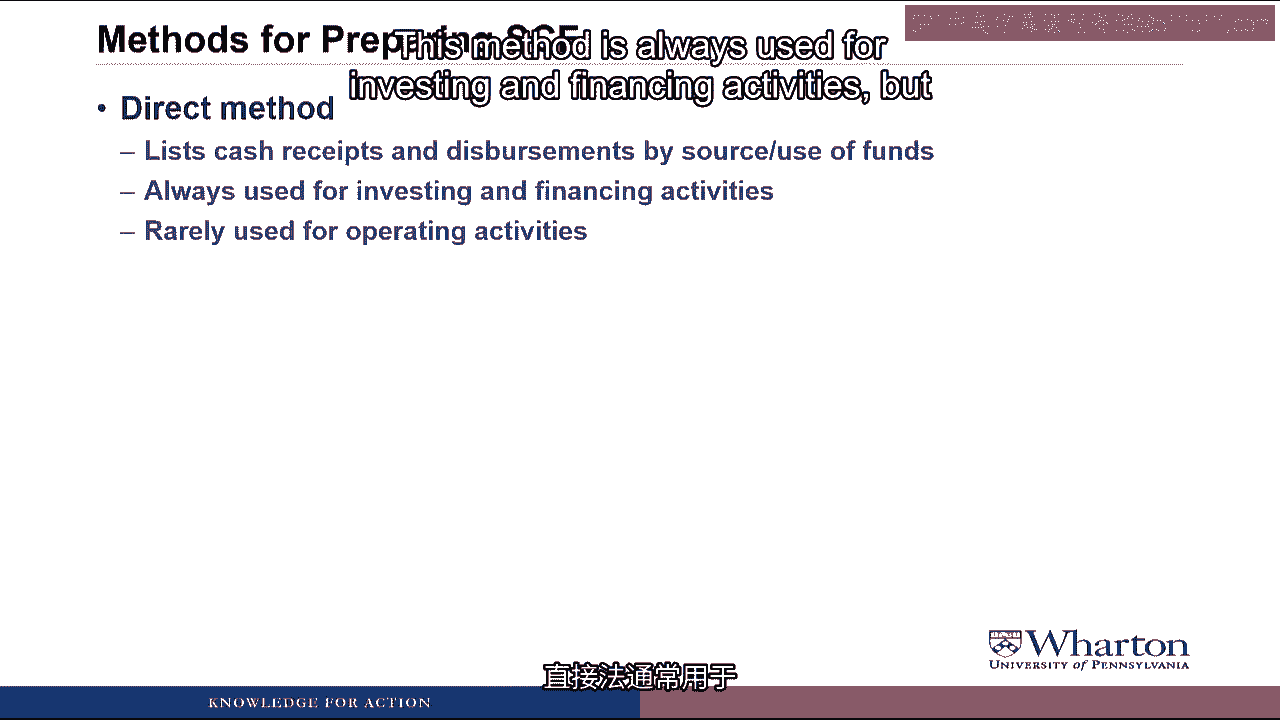 Methods for Preparing SCF
This method is always used for
investing and financing activities, but
• Direct method
– Lists cash receipts and disbursements by source/use of funds
– Always used for investing and financing activities
– Rarely used for operating activities
Wharton
UNIVERSITY of PENNSYLVANIA
直接法通常用于
KNOWLEDGE FOR ACTION